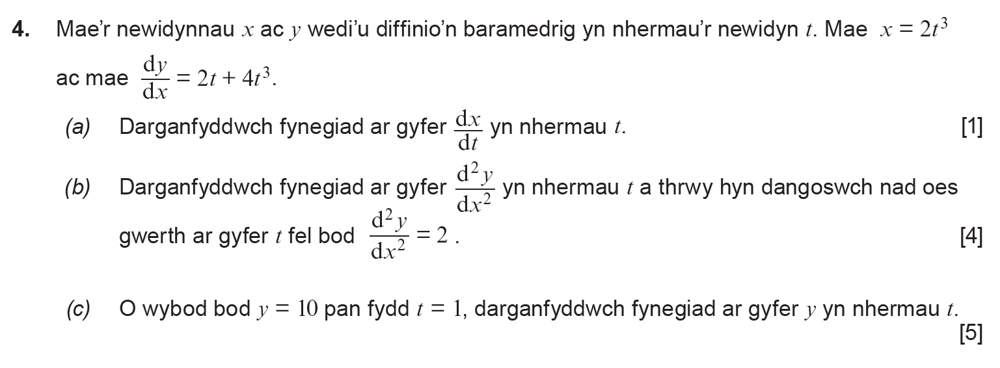 4. Mae'r newidynnau x ac y wedi'u diffinio'n baramedrig yn nhermau'r newidyn t. Mae x = 2t³
ac mae dy/dx = 2t + 4t³.
(a) Darganfyddwch fynegiad ar gyfer dx/dt yn nhermau t. [1]
(b) Darganfyddwch fynegiad ar gyfer d²y/dx² yn nhermau t a thrwy hyn dangoswch nad oes
gwerth ar gyfer t fel bod d²y/dx² = 2 . [4]
(c) O wybod bod y = 10 pan fydd t = 1, darganfyddwch fynegiad ar gyfer y yn nhermau t.
[5]